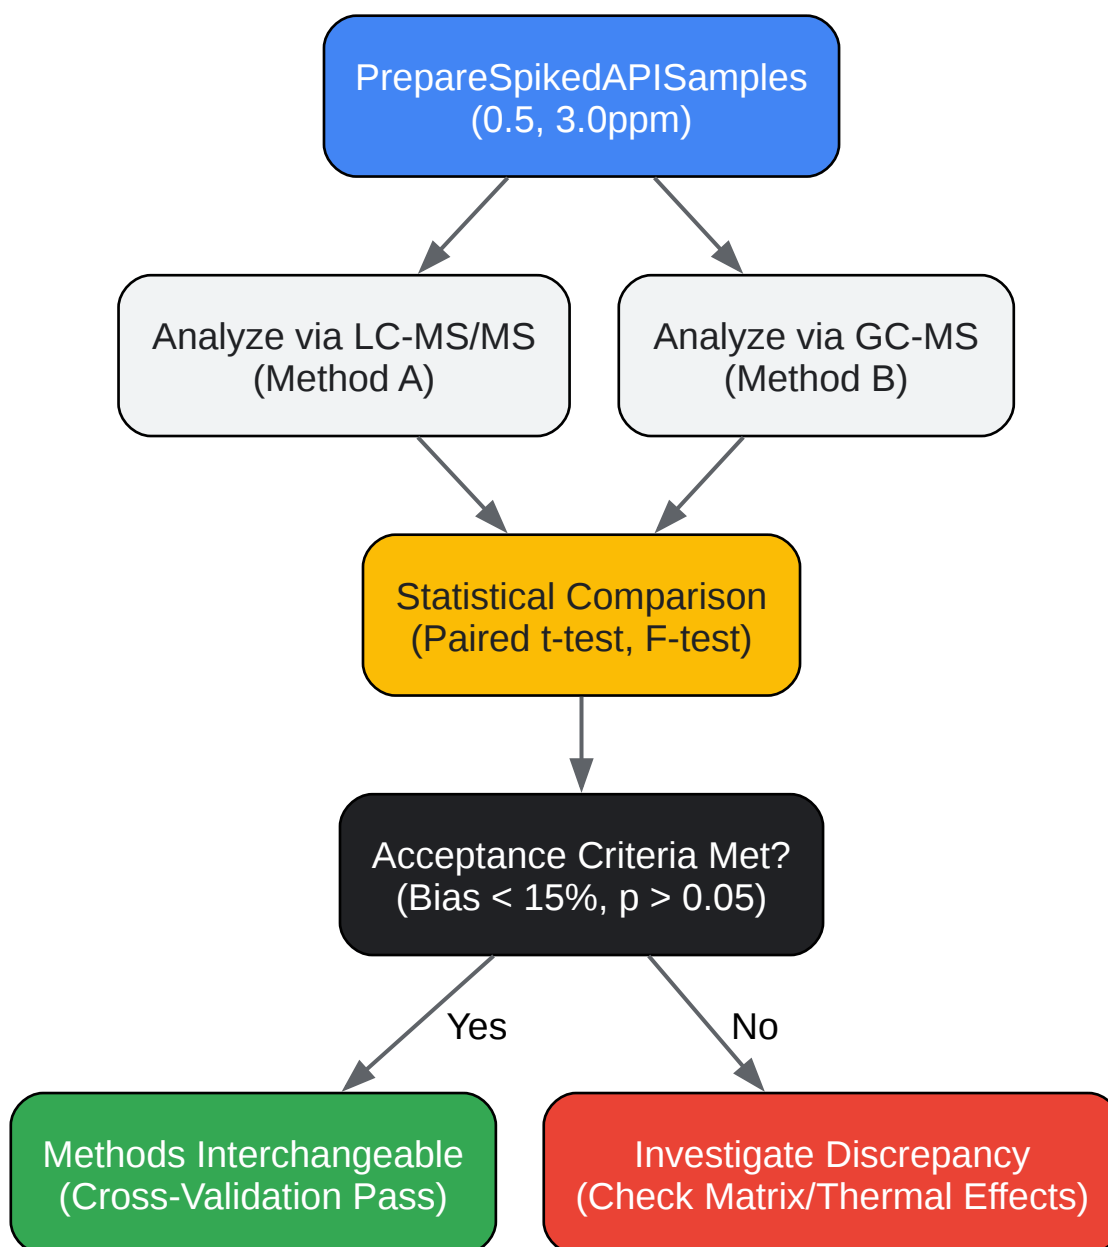 PrepareSpikedAPISamples
(0.5, 3.0ppm)
Analyze via LC-MS/MS
(Method A)
Analyze via GC-MS
(Method B)
Statistical Comparison
(Paired t-test, F-test)
Acceptance Criteria Met?
(Bias < 15%, p > 0.05)
Yes
No
Methods Interchangeable
(Cross-Validation Pass)
Investigate Discrepancy
(Check Matrix/Thermal Effects)